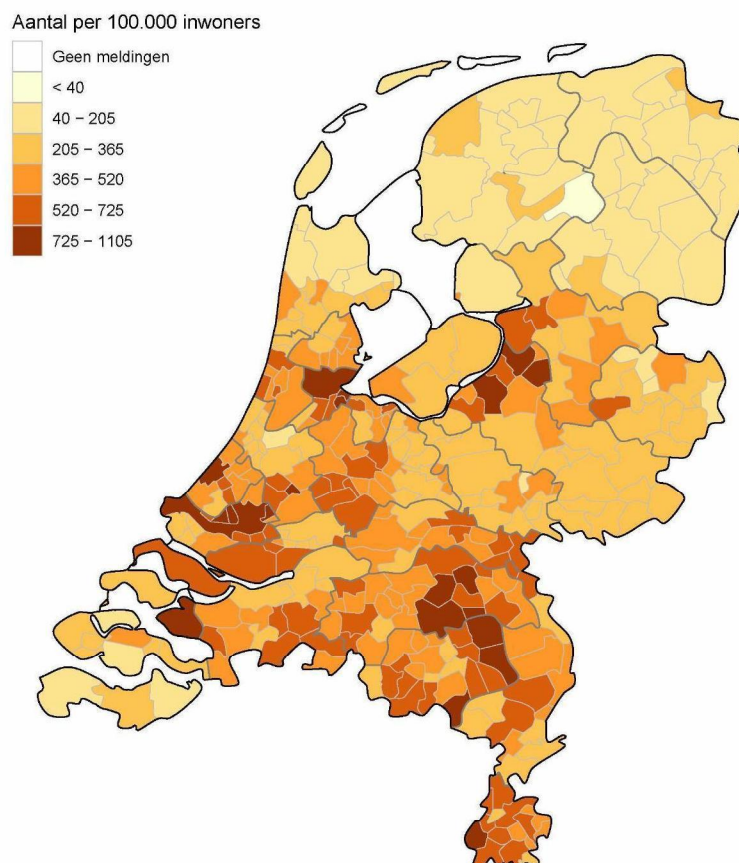 Aantal per 100.000 inwoners
Geen meldingen
< 40
40 – 205
205 – 365
365 – 520
520 – 725
725 – 1105